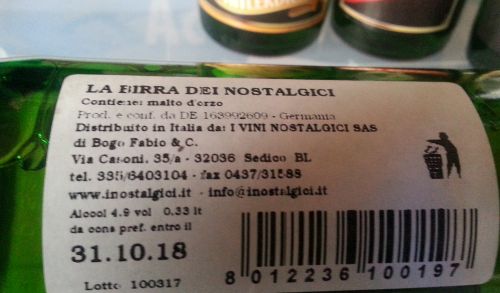 LA BIRRA DEI NOSTALGICI
Contiene: malto d'orzo
Prod. e conf. da DE 163992609 - Germania
Distribuito in Italia da: I VINI NOSTALGICI SAS
di Bogo Fabio & C.
Via Casoni. 35/a - 32036 Sedico BL
tel. 335/6403104 - fax 0437/31588
www.inostalgici.it - info@inostalgici.it
Alcool 4.9 vol 0.33 lt
da cons pref. entro il
31.10.18
Lotto 100317
8 012236 100197